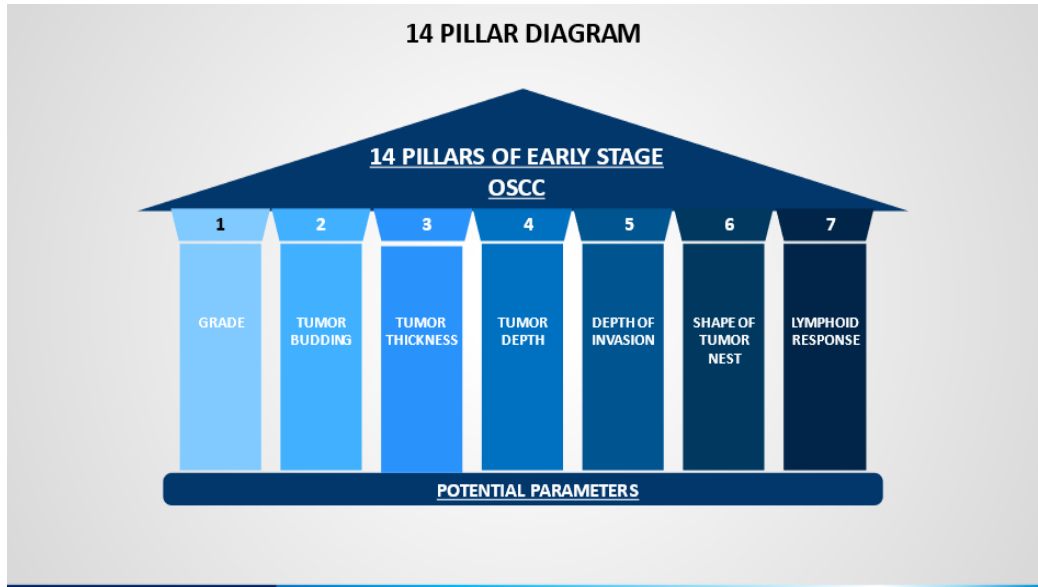 14 PILLAR DIAGRAM
14 PILLARS OF EARLY STAGE
OSCC
1 2 3 4 5 6 7
GRADE
TUMOR
BUDDING
TUMOR
THICKNESS
TUMOR
DEPTH
DEPTH OF
INVASION
SHAPE OF
TUMOR
NEST
LYMPHOID
RESPONSE
POTENTIAL PARAMETERS